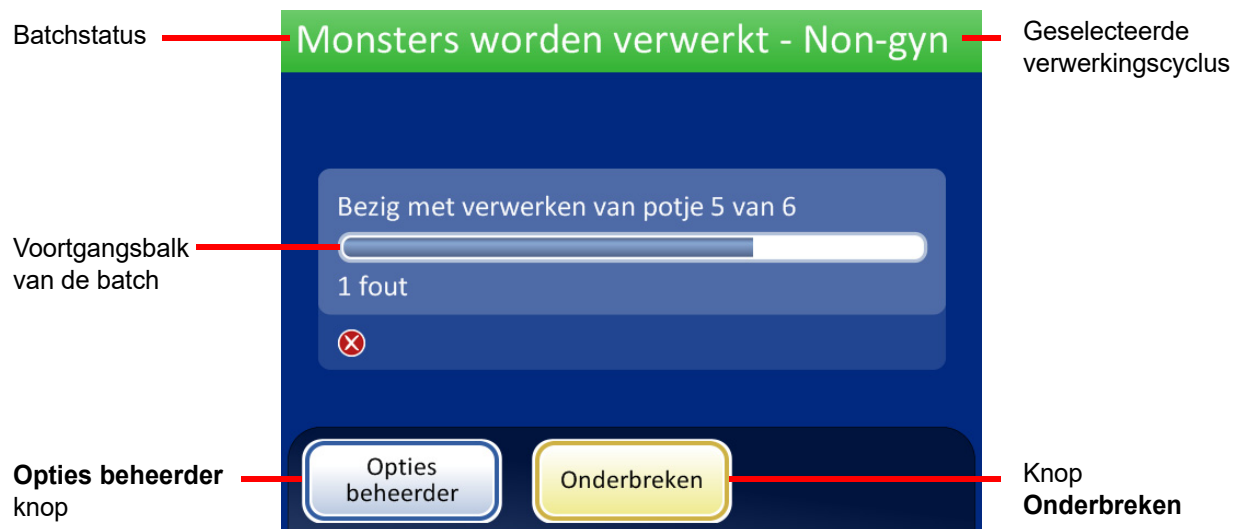 Batchstatus
Monsters worden verwerkt - Non-gyn
Geselecteerde
verwerkingscyclus
Bezig met verwerken van potje 5 van 6
Voortgangsbalk
van de batch
1 fout
Opties beheerder
knop
Opties
beheerder
Onderbreken
Knop
Onderbreken